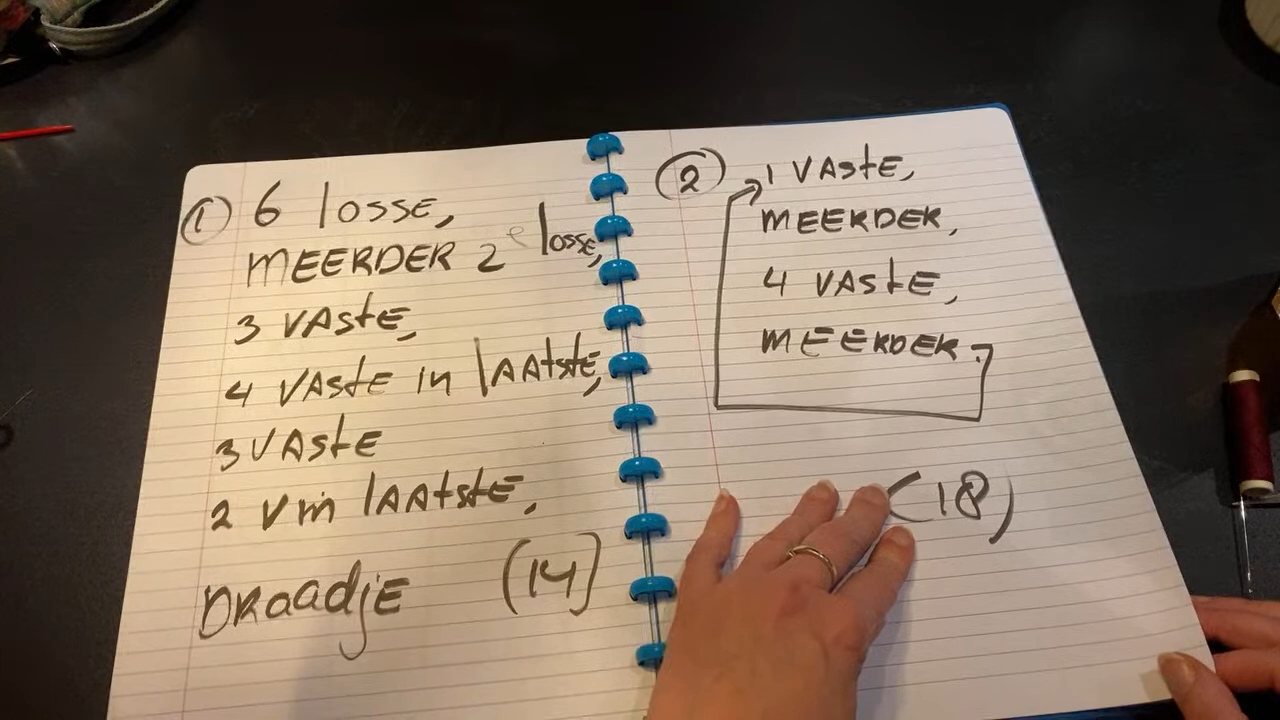 ① 6 losse,
MEERDER 2e losse,
3 VASTE,
4 VASTE IN LAATSTE,
3 VASTE
2 V in LAATSTE,
DRAADJE (14)
② 1 VASTE,
MEERDER,
4 VASTE,
MEERDER
(18)